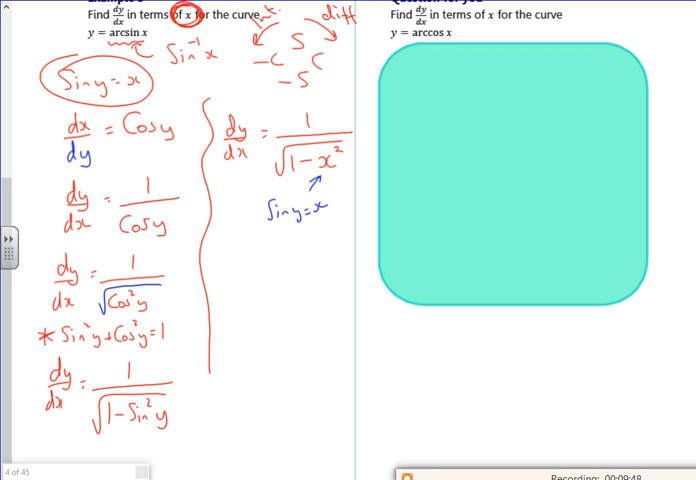 Find dy/dx in terms of x for the curve
y = arcsin x
Sin⁻¹x
diff
S
-C C
-S
Sin y = x
dx/dy = Cos y
dy/dx = 1/Cos y
dy/dx = 1/√Cos²y
* Sin²y + Cos²y = 1
dy/dx = 1/√1 - Sin²y
dy/dx = 1/√1 - x²
Sin y = x
Find dy/dx in terms of x for the curve
y = arccos x
4 of 45
Recording: 00:09:48